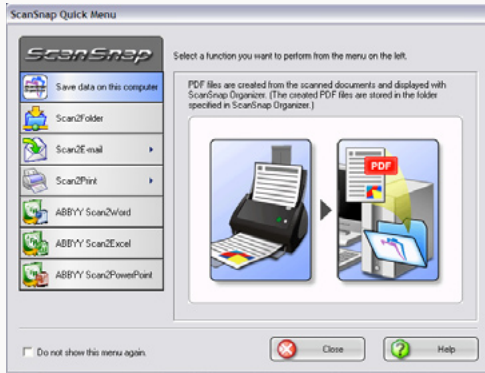 ScanSnap Quick Menu
ScanSnap
Select a function you want to perform from the menu on the left.
Save data on this computer
Scan2Folder
Scan2E-mail
Scan2Print
ABBYY Scan2Word
ABBYY Scan2Excel
ABBYY Scan2PowerPoint
PDF files are created from the scanned documents and displayed with
ScanSnap Organizer. (The created PDF files are stored in the folder
specified in ScanSnap Organizer.)
PDF
Do not show this menu again.
Close
Help